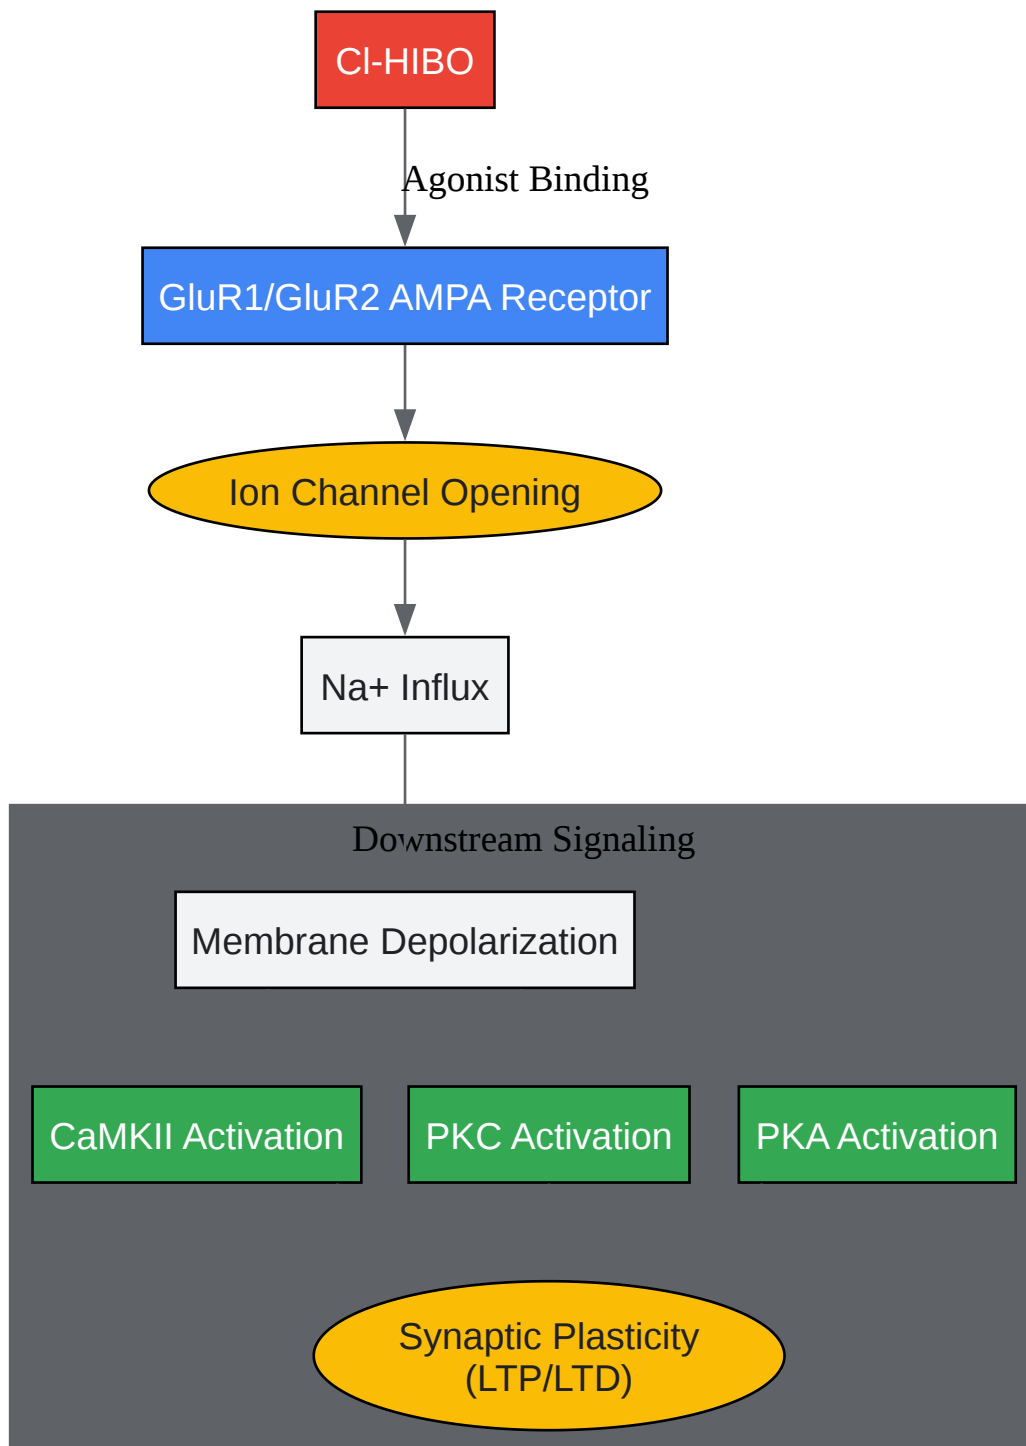 Cl-HIBO
Agonist Binding
GluR1/GluR2 AMPA Receptor
Ion Channel Opening
Na+ Influx
Downstream Signaling
Membrane Depolarization
CaMKII Activation
PKC Activation
PKA Activation
Synaptic Plasticity
(LTP/LTD)